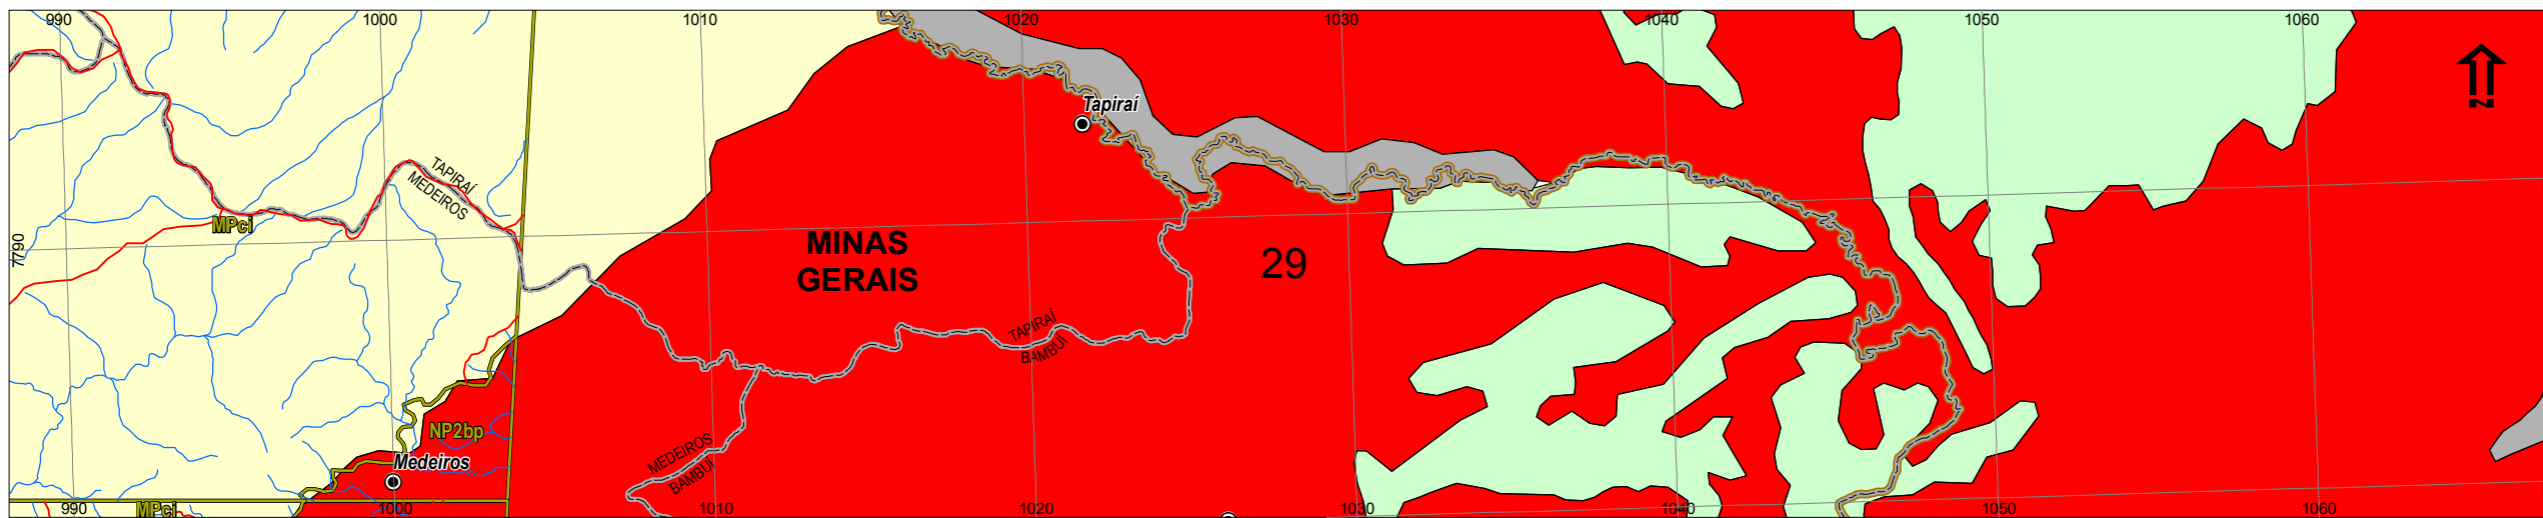 990
1000
1010
1020
1030
1040
1050
1060
N
Tapiraí
TAPIRAÍ
MEDEIROS
MPci
7790
MINAS
GERAIS
29
TAPIRAÍ
BAMBUÍ
NP2bp
MEDEIROS
BAMBUÍ
Medeiros
MPci
990
1000
1010
1020
1030
1040
1050
1060